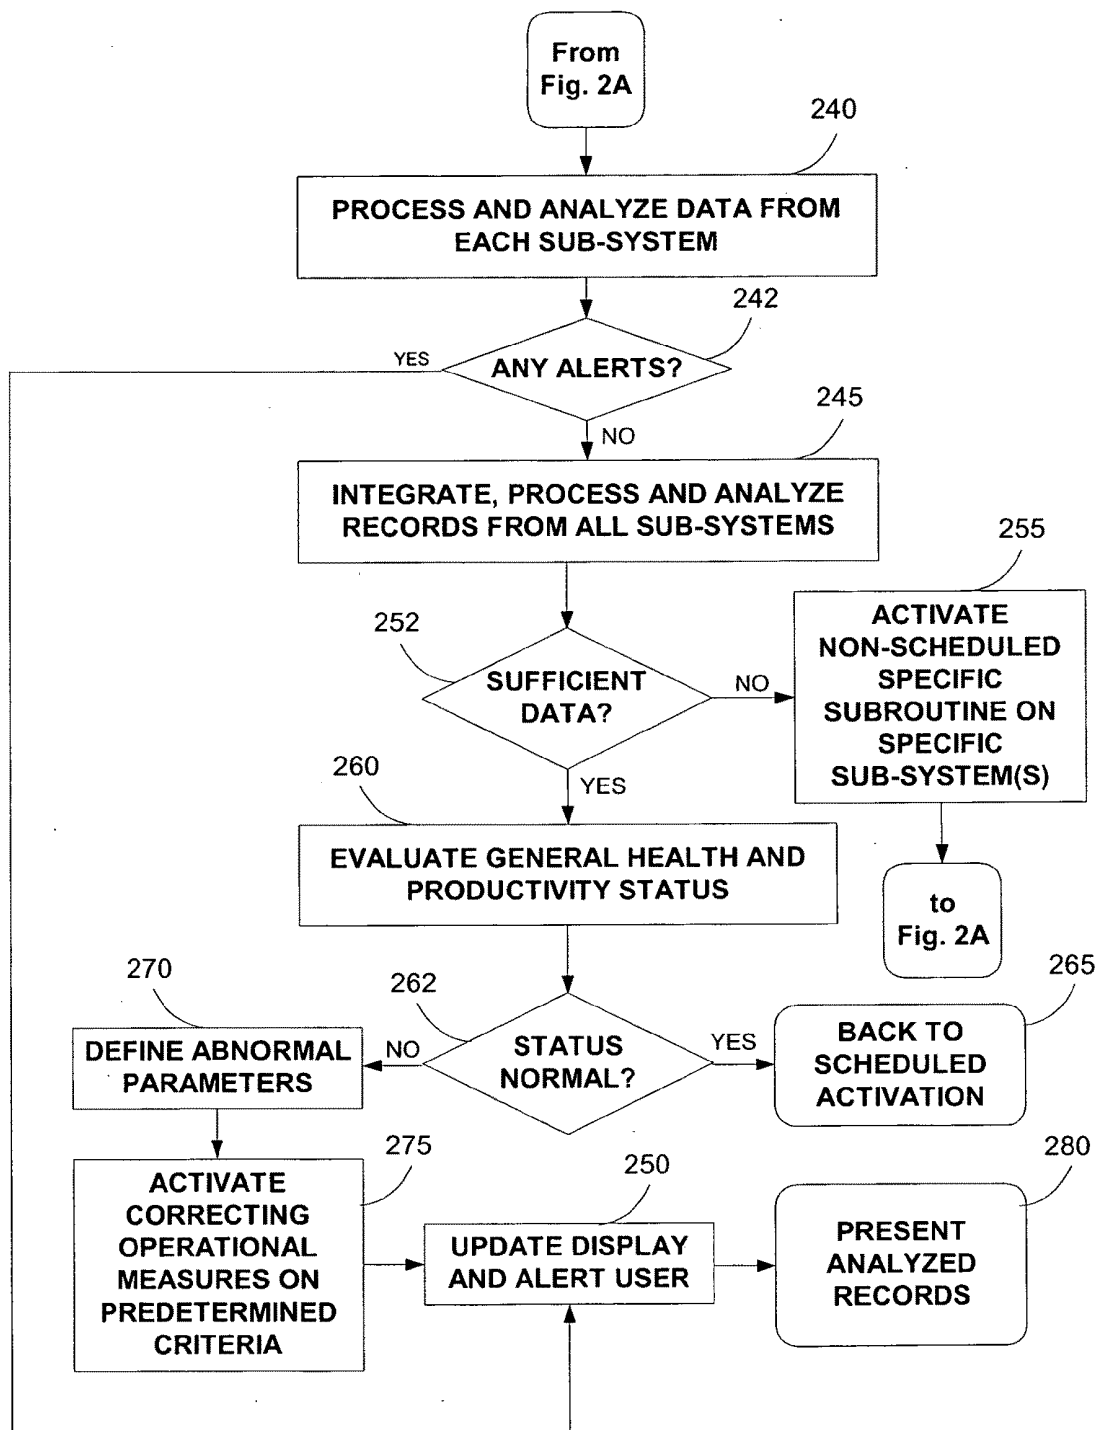 From
Fig. 2A
240
PROCESS AND ANALYZE DATA FROM
EACH SUB-SYSTEM
242
YES
ANY ALERTS?
NO
245
INTEGRATE, PROCESS AND ANALYZE
RECORDS FROM ALL SUB-SYSTEMS
255
ACTIVATE
NON-SCHEDULED
SPECIFIC
SUBROUTINE ON
SPECIFIC
SUB-SYSTEM(S)
252
SUFFICIENT
DATA?
NO
YES
260
EVALUATE GENERAL HEALTH AND
PRODUCTIVITY STATUS
to
Fig. 2A
270
DEFINE ABNORMAL
PARAMETERS
262
NO
STATUS
NORMAL?
YES
265
BACK TO
SCHEDULED
ACTIVATION
275
ACTIVATE
CORRECTING
OPERATIONAL
MEASURES ON
PREDETERMINED
CRITERIA
250
UPDATE DISPLAY
AND ALERT USER
280
PRESENT
ANALYZED
RECORDS